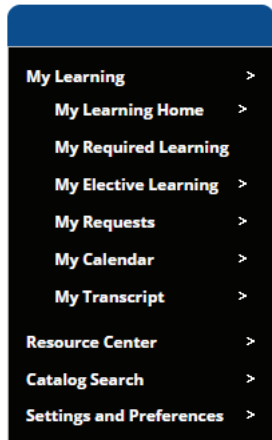 My Learning >
My Learning Home >
My Required Learning
My Elective Learning >
My Requests >
My Calendar >
My Transcript >
Resource Center >
Catalog Search >
Settings and Preferences >